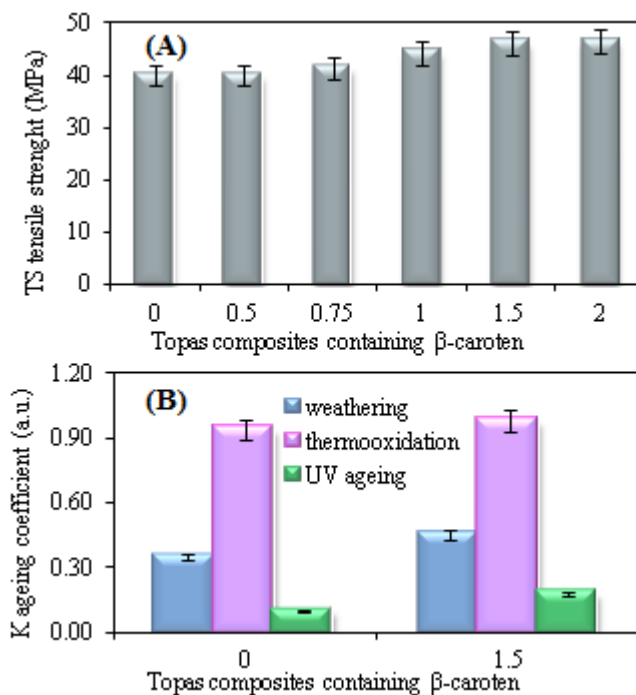 (A)
TS tensile strenght (MPa)
50
40
30
20
10
0
0 0.5 0.75 1 1.5 2
Topas composites containing β-caroten
(B)
K ageing coefficient (a.u.)
1.20
0.90
0.60
0.30
0.00
weathering
thermooxidation
UV ageing
0 1.5
Topas composites containing β-caroten